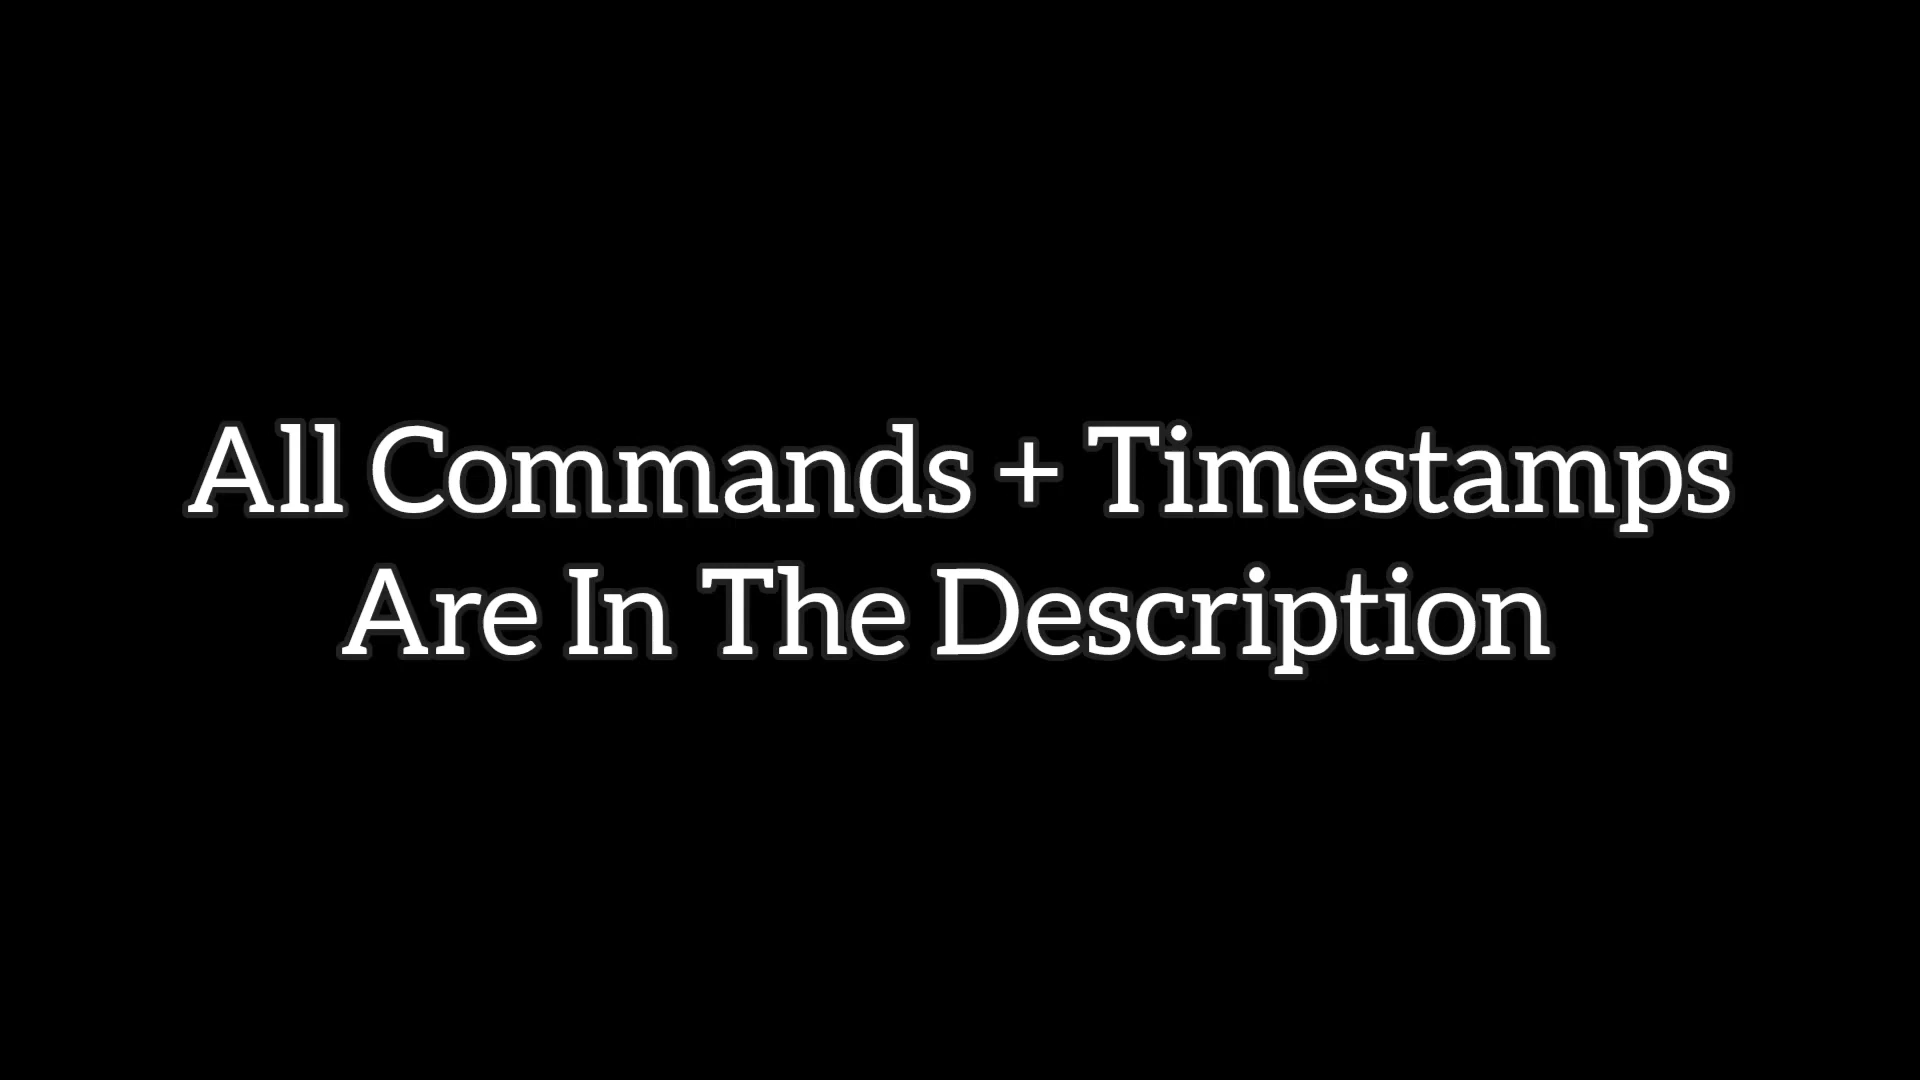 All Commands + Timestamps
Are In The Description